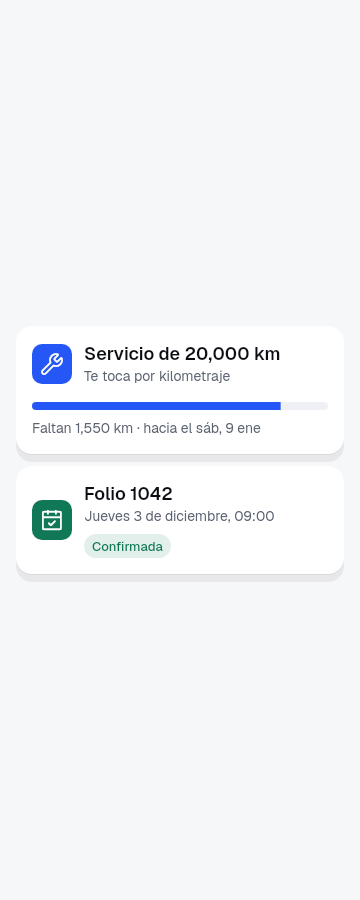 Servicio de 20,000 km
Te toca por kilometraje
Faltan 1,550 km · hacia el sáb, 9 ene
Folio 1042
Jueves 3 de diciembre, 09:00
Confirmada